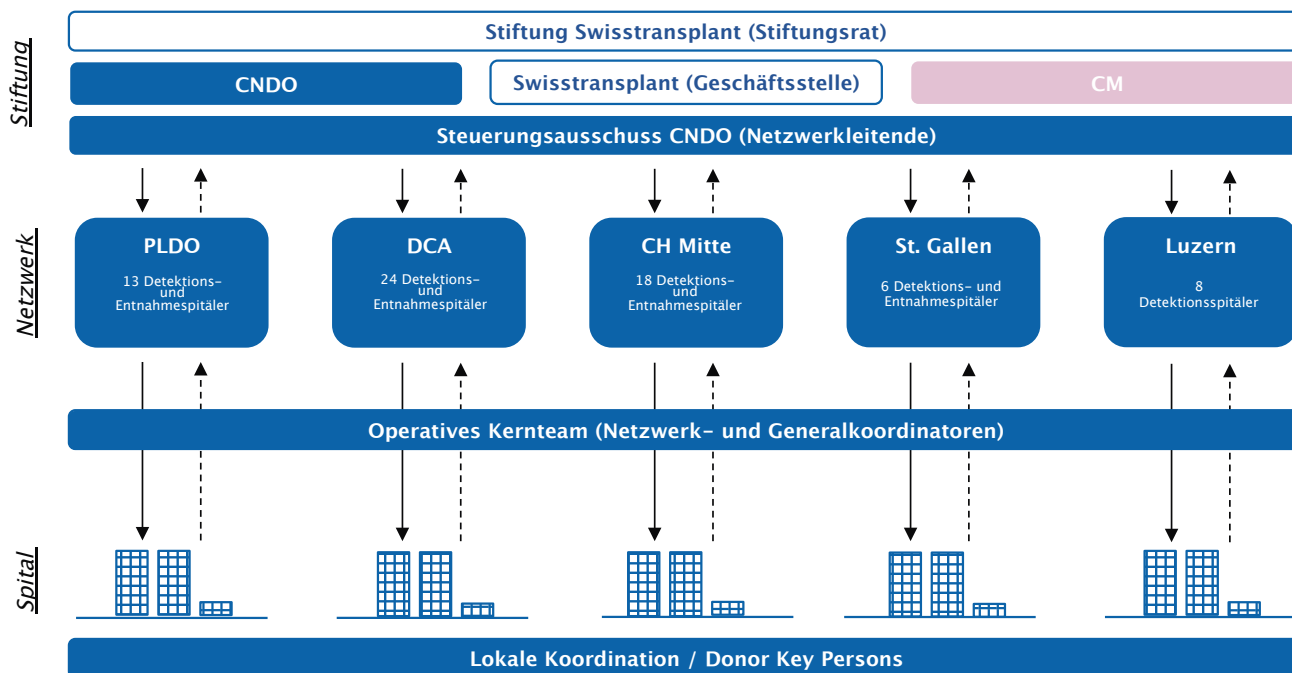 Stiftung
Stiftung Swisstransplant (Stiftungsrat)
CNDO
Swisstransplant (Geschäftsstelle)
CM
Steuerungsausschuss CNDO (Netzwerkleitende)
Netzwerk
PLDO
13 Detektions-
und
Entnahmespitäler
DCA
24 Detektions-
und
Entnahmespitäler
CH Mitte
18 Detektions-
und
Entnahmespitäler
St. Gallen
6 Detektions- und
Entnahmespitäler
Luzern
8
Detektionsspitäler
Operatives Kernteam (Netzwerk- und Generalkoordinatoren)
Spital
Lokale Koordination / Donor Key Persons